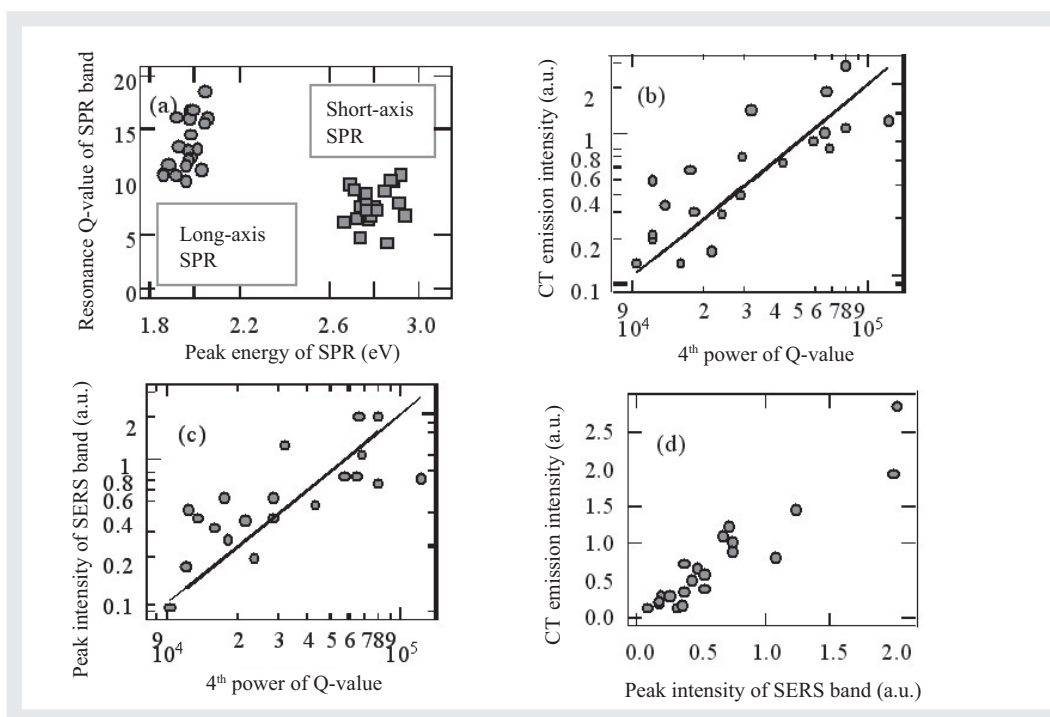 Resonance Q-value of SPR band
20
15
10
5
0
(a)
Short-axis
SPR
Long-axis
SPR
1.8 2.2 2.6 3.0
Peak energy of SPR (eV)
CT emission intensity (a.u.)
2
1
0.8
0.6
0.4
0.2
0.1
(b)
9 2 3 4 5 6 7 8 9
10⁴ 10⁵
4th power of Q-value
Peak intensity of SERS band (a.u.)
2
1
0.8
0.6
0.4
0.2
0.1
(c)
9 2 3 4 5 6 7 8 9
10⁴ 10⁵
4th power of Q-value
CT emission intensity (a.u.)
2.5
2.0
1.5
1.0
0.5
0.0
(d)
0.0 0.5 1.0 1.5 2.0
Peak intensity of SERS band (a.u.)